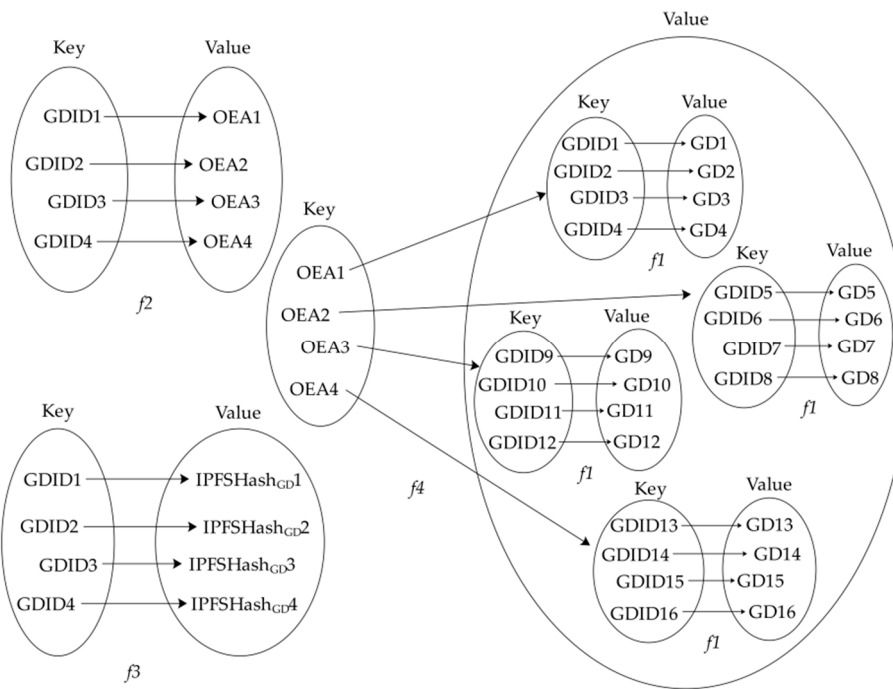 Key Value
GDID1 OEA1
GDID2 OEA2
GDID3 OEA3
GDID4 OEA4
f2
Key Value
GDID1 IPFSHashGD1
GDID2 IPFSHashGD2
GDID3 IPFSHashGD3
GDID4 IPFSHashGD4
f3
Key
OEA1
OEA2
OEA3
OEA4
f4
Value
Key Value
GDID1 GD1
GDID2 GD2
GDID3 GD3
GDID4 GD4
f1
Key Value
GDID5 GD5
GDID6 GD6
GDID7 GD7
GDID8 GD8
f1
Key Value
GDID9 GD9
GDID10 GD10
GDID11 GD11
GDID12 GD12
f1
Key Value
GDID13 GD13
GDID14 GD14
GDID15 GD15
GDID16 GD16
f1